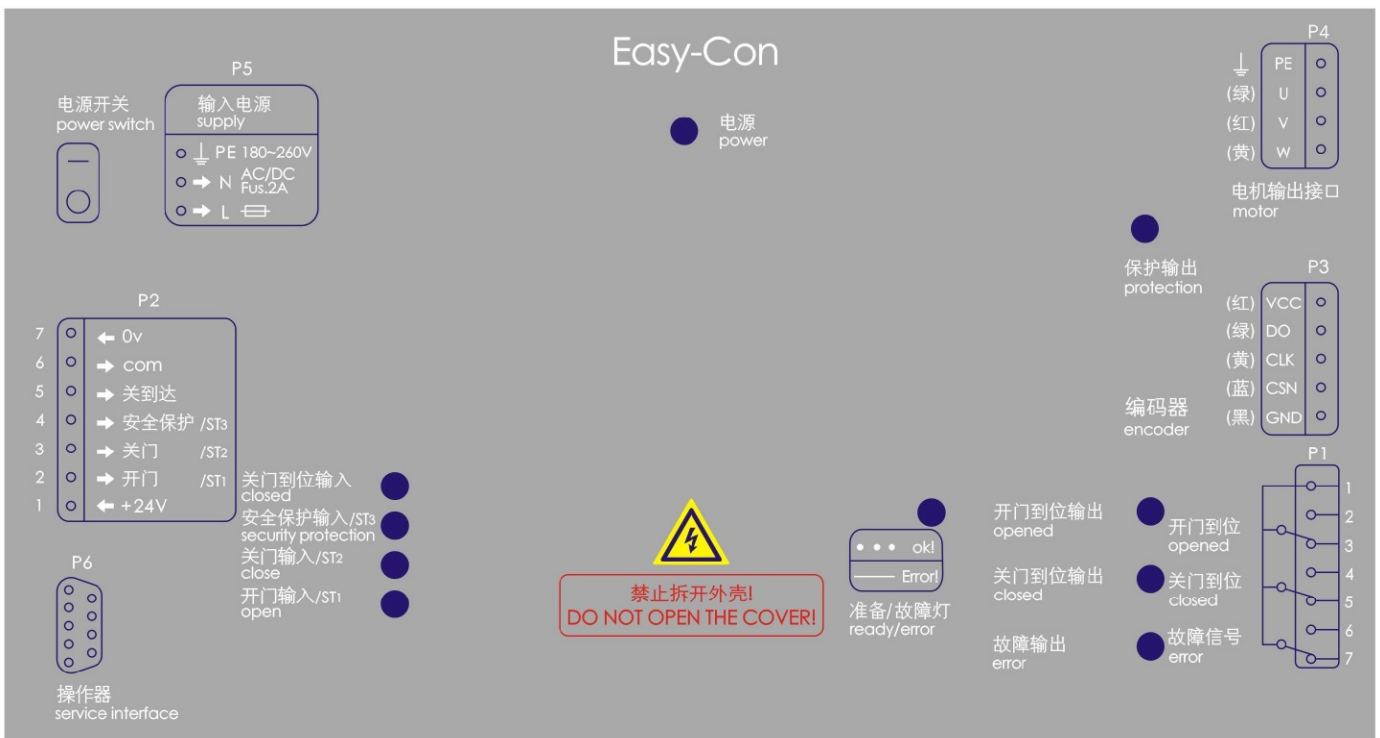 Easy-Con
P5
电源开关
power switch
输入电源
supply
PE 180~260V
N AC/DC
Fus.2A
L
电源
power
P4
PE
(绿) U
(红) V
(黄) W
电机输出接口
motor
保护输出
protection
P3
(红) VCC
(绿) DO
(黄) CLK
(蓝) CSN
(黑) GND
编码器
encoder
P2
7 0v
6 com
5 关到达
4 安全保护 /ST3
3 关门 /ST2
2 开门 /ST1
1 +24V
关门到位输入
closed
安全保护输入/ST3
security protection
关门输入/ST2
close
开门输入/ST1
open
P6
操作器
service interface
禁止拆开外壳!
DO NOT OPEN THE COVER!
ok!
Error!
准备/故障灯
ready/error
开门到位输出
opened
关门到位输出
closed
故障输出
error
开门到位
opened
关门到位
closed
故障信号
error
P1
1
2
3
4
5
6
7